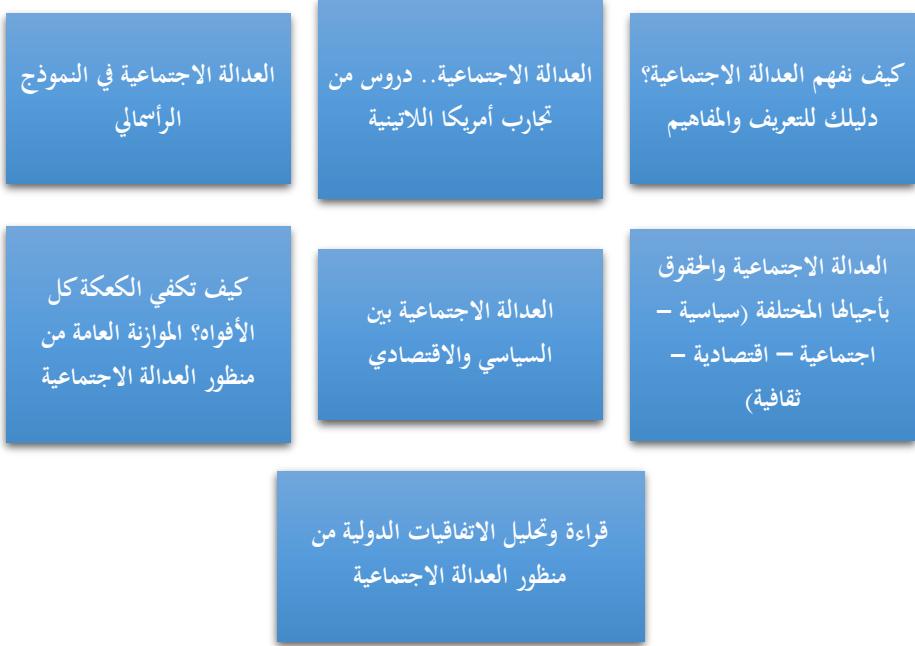 كيف نفهم العدالة الاجتماعية؟
دليلك للتعريف والمفاهيم
العدالة الاجتماعية.. دروس من
تجارب أمريكا اللاتينية
العدالة الاجتماعية في النموذج
الرأسمالي
العدالة الاجتماعية والحقوق
بأجيالها المختلفة (سياسية –
اجتماعية – اقتصادية –
ثقافية)
العدالة الاجتماعية بين
السياسي والاقتصادي
كيف تكفي الكعكة كل
الأفواه؟ الموازنة العامة من
منظور العدالة الاجتماعية
قراءة وتحليل الاتفاقيات الدولية من
منظور العدالة الاجتماعية